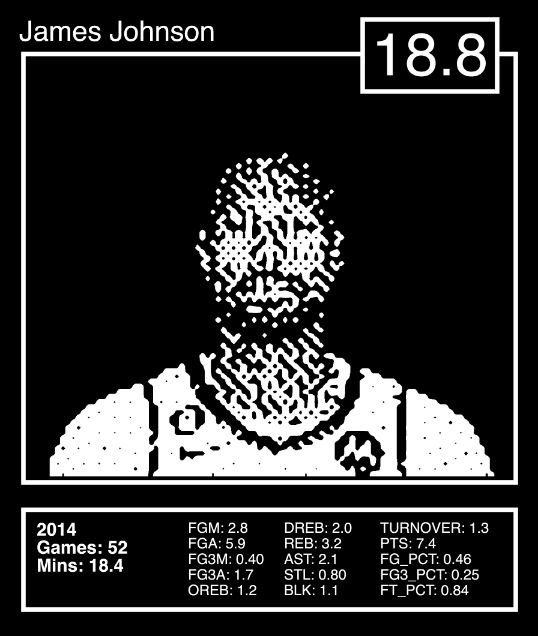 James Johnson
18.8
2014
Games: 52
Mins: 18.4
FGM: 2.8
FGA: 5.9
FG3M: 0.40
FG3A: 1.7
OREB: 1.2
DREB: 2.0
REB: 3.2
AST: 2.1
STL: 0.80
BLK: 1.1
TURNOVER: 1.3
PTS: 7.4
FG_PCT: 0.46
FG3_PCT: 0.25
FT_PCT: 0.84